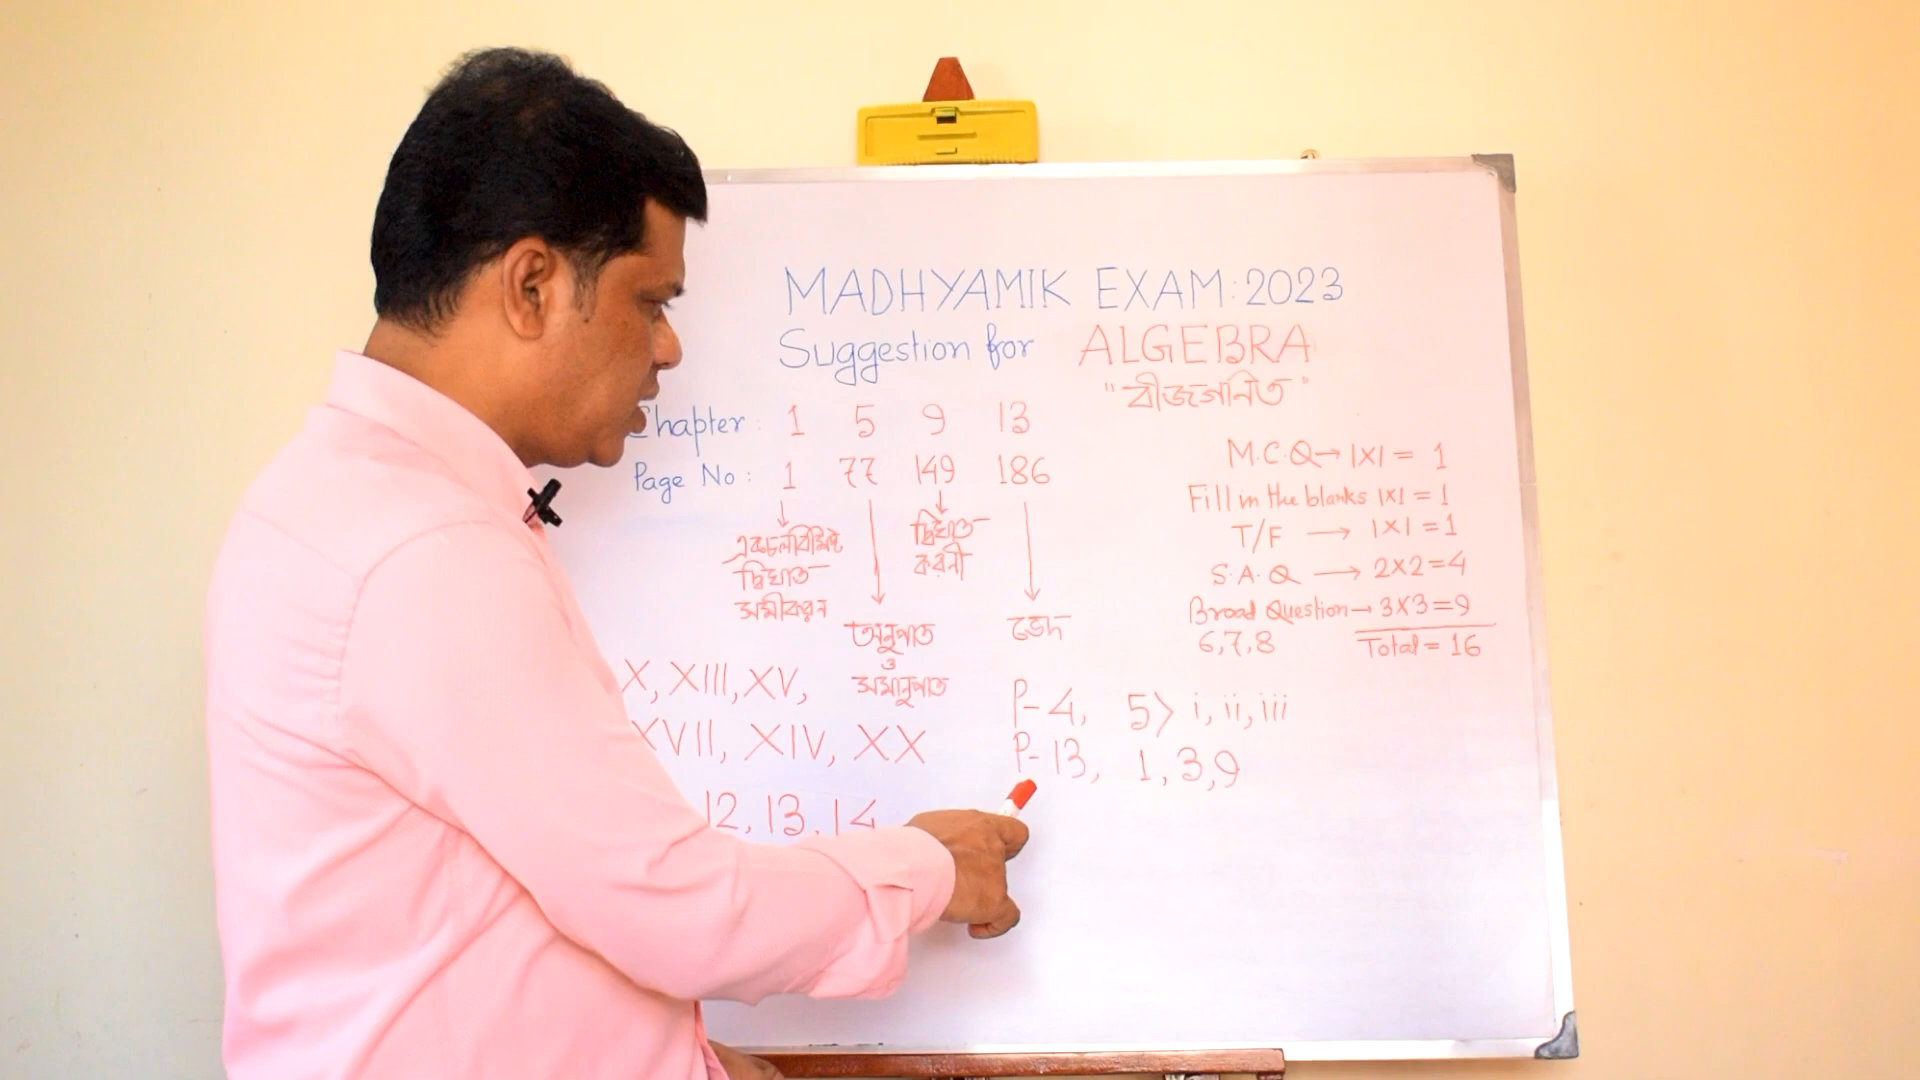 MADHYAMIK EXAM: 2023
Suggestion for ALGEBRA
"বীজগনিত"
Chapter: 1 5 9 13
Page No: 1 77 149 186
একচলবিশিষ্ট
দ্বিঘাত
সমীকরন
অনুপাত
ও
সমানুপাত
দ্বিঘাত
করনী
ভেদ
M.C.Q→ 1X1 = 1
Fill in the blanks 1X1 = 1
T/F → 1X1 = 1
S.A.Q → 2X2=4
Broad Question → 3X3=9
6,7,8 Total = 16
X, XIII, XV,
XVII, XIV, XX
12, 13, 14
P-4, 5> i, ii, iii
P-13, 1, 3, 9